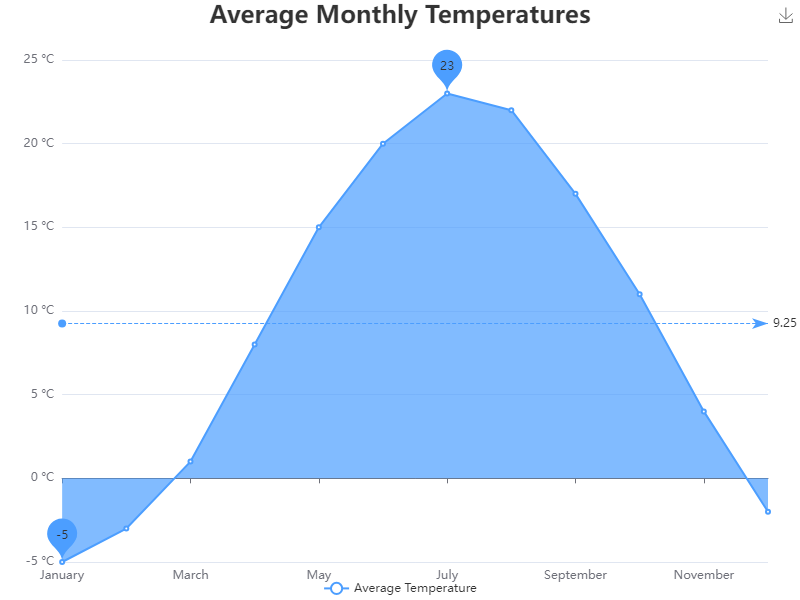 Average Monthly Temperatures
25 °C
23
20 °C
15 °C
10 °C
9.25
5 °C
0 °C
-5
-5 °C
January March May July September November
Average Temperature